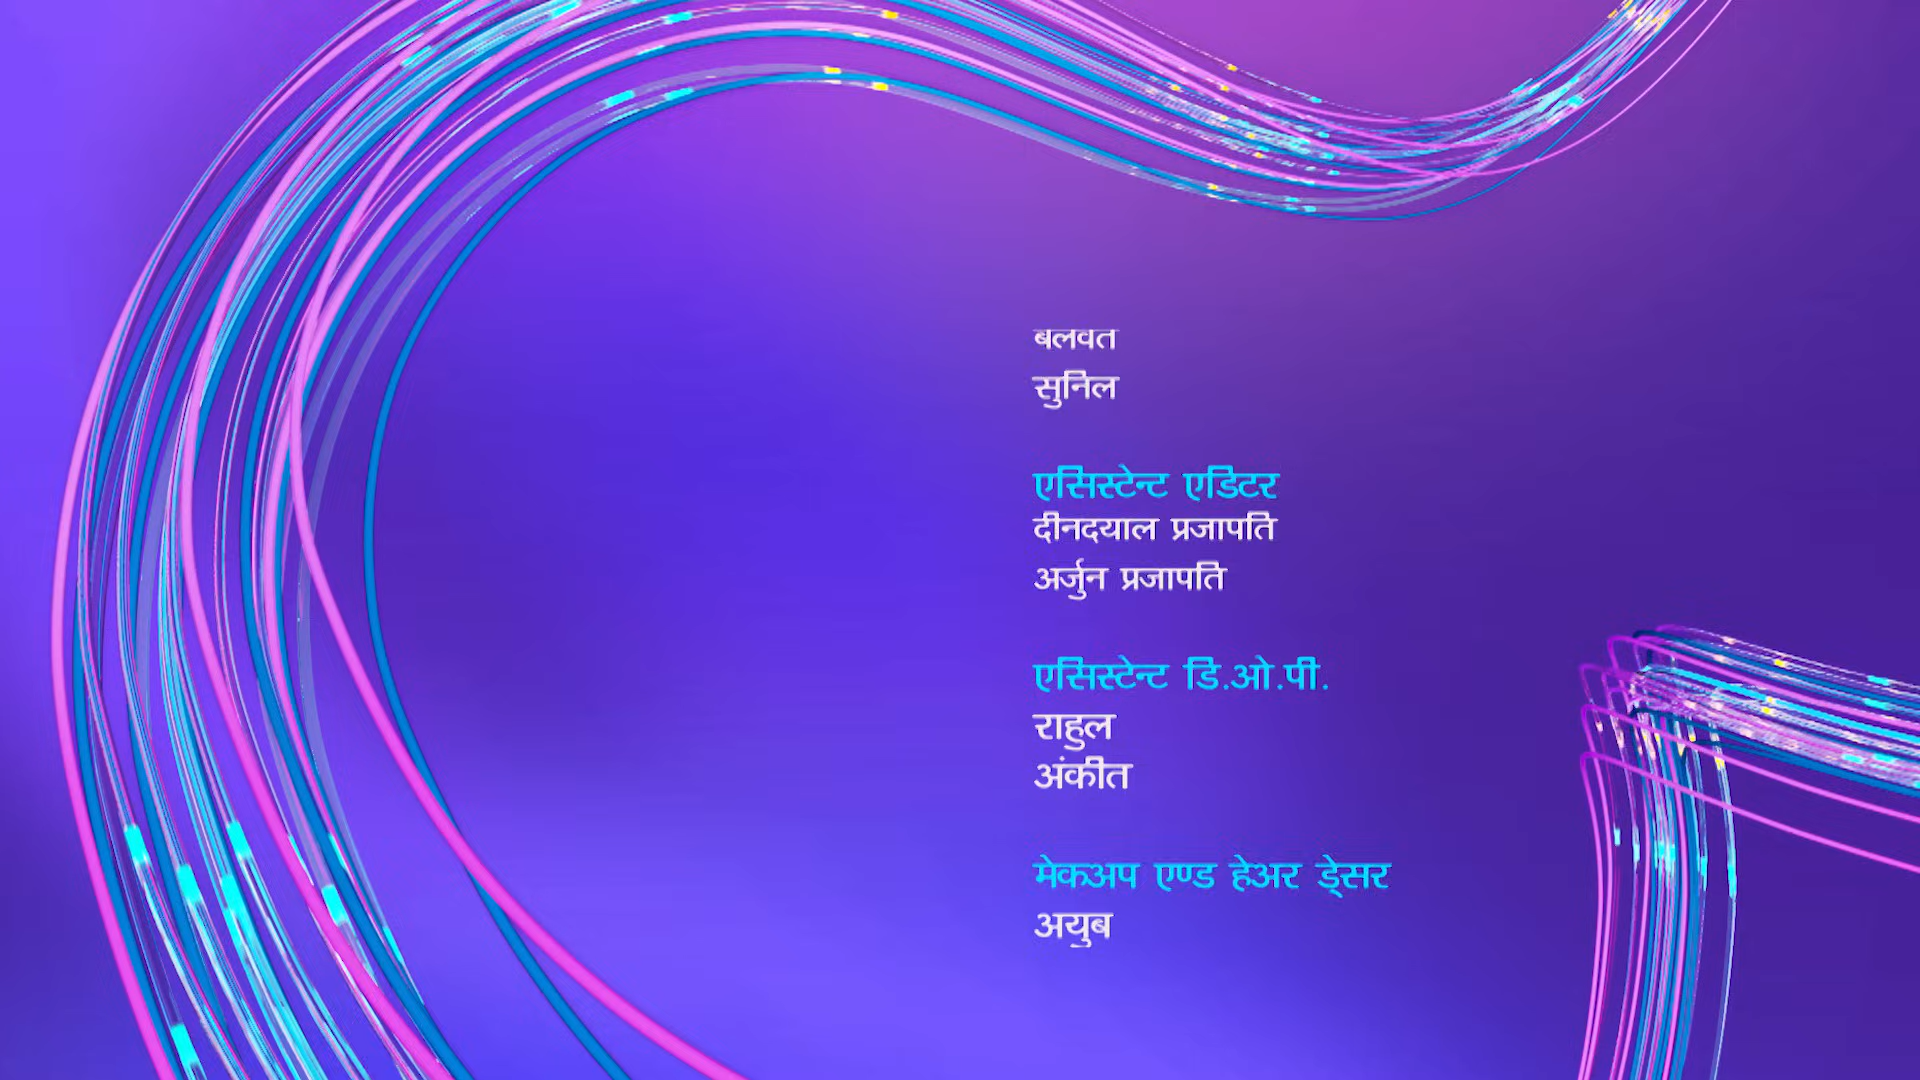 बलवत
सुनिल
एसिस्टेन्ट एडिटर
दीनदयाल प्रजापति
अर्जुन प्रजापति
एसिस्टेन्ट डि.ओ.पी.
राहुल
अंकीत
मेकअप एण्ड हेअर ड्रेसर
अयुब